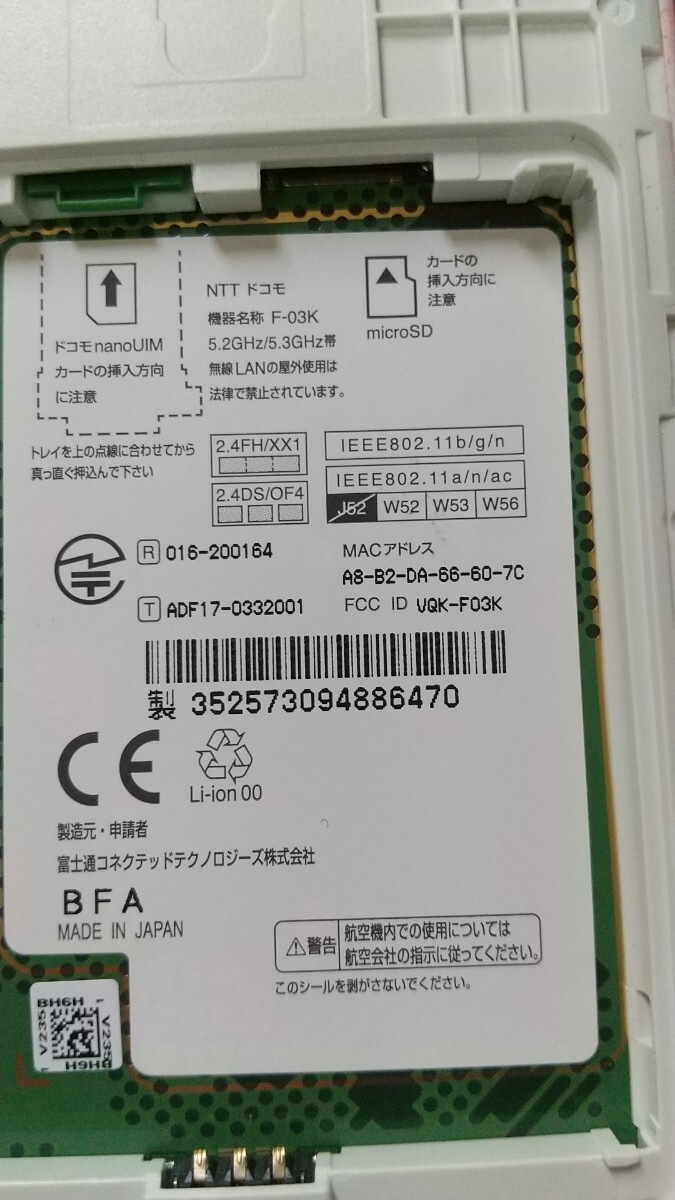 ドコモnanoUIM
カードの挿入方向
に注意
NTT ドコモ
機器名称 F-03K
5.2GHz/5.3GHz帯
無線LANの屋外使用は
法律で禁止されています。
カードの
挿入方向に
注意
microSD
トレイを上の点線に合わせてから
真っ直ぐ押込んで下さい
2.4FH/XX1
2.4DS/OF4
IEEE802.11b/g/n
IEEE802.11a/n/ac
J52 W52 W53 W56
R 016-200164
T ADF17-0332001
MACアドレス
A8-B2-DA-66-60-7C
FCC ID VQK-F03K
製 352573094886470
CE
Li-ion 00
製造元・申請者
富士通コネクテッドテクノロジーズ株式会社
BFA
MADE IN JAPAN
警告
航空機内での使用については
航空会社の指示に従ってください。
このシールを剥がさないでください。
BH6H
1 V235
1 V235
BH6H